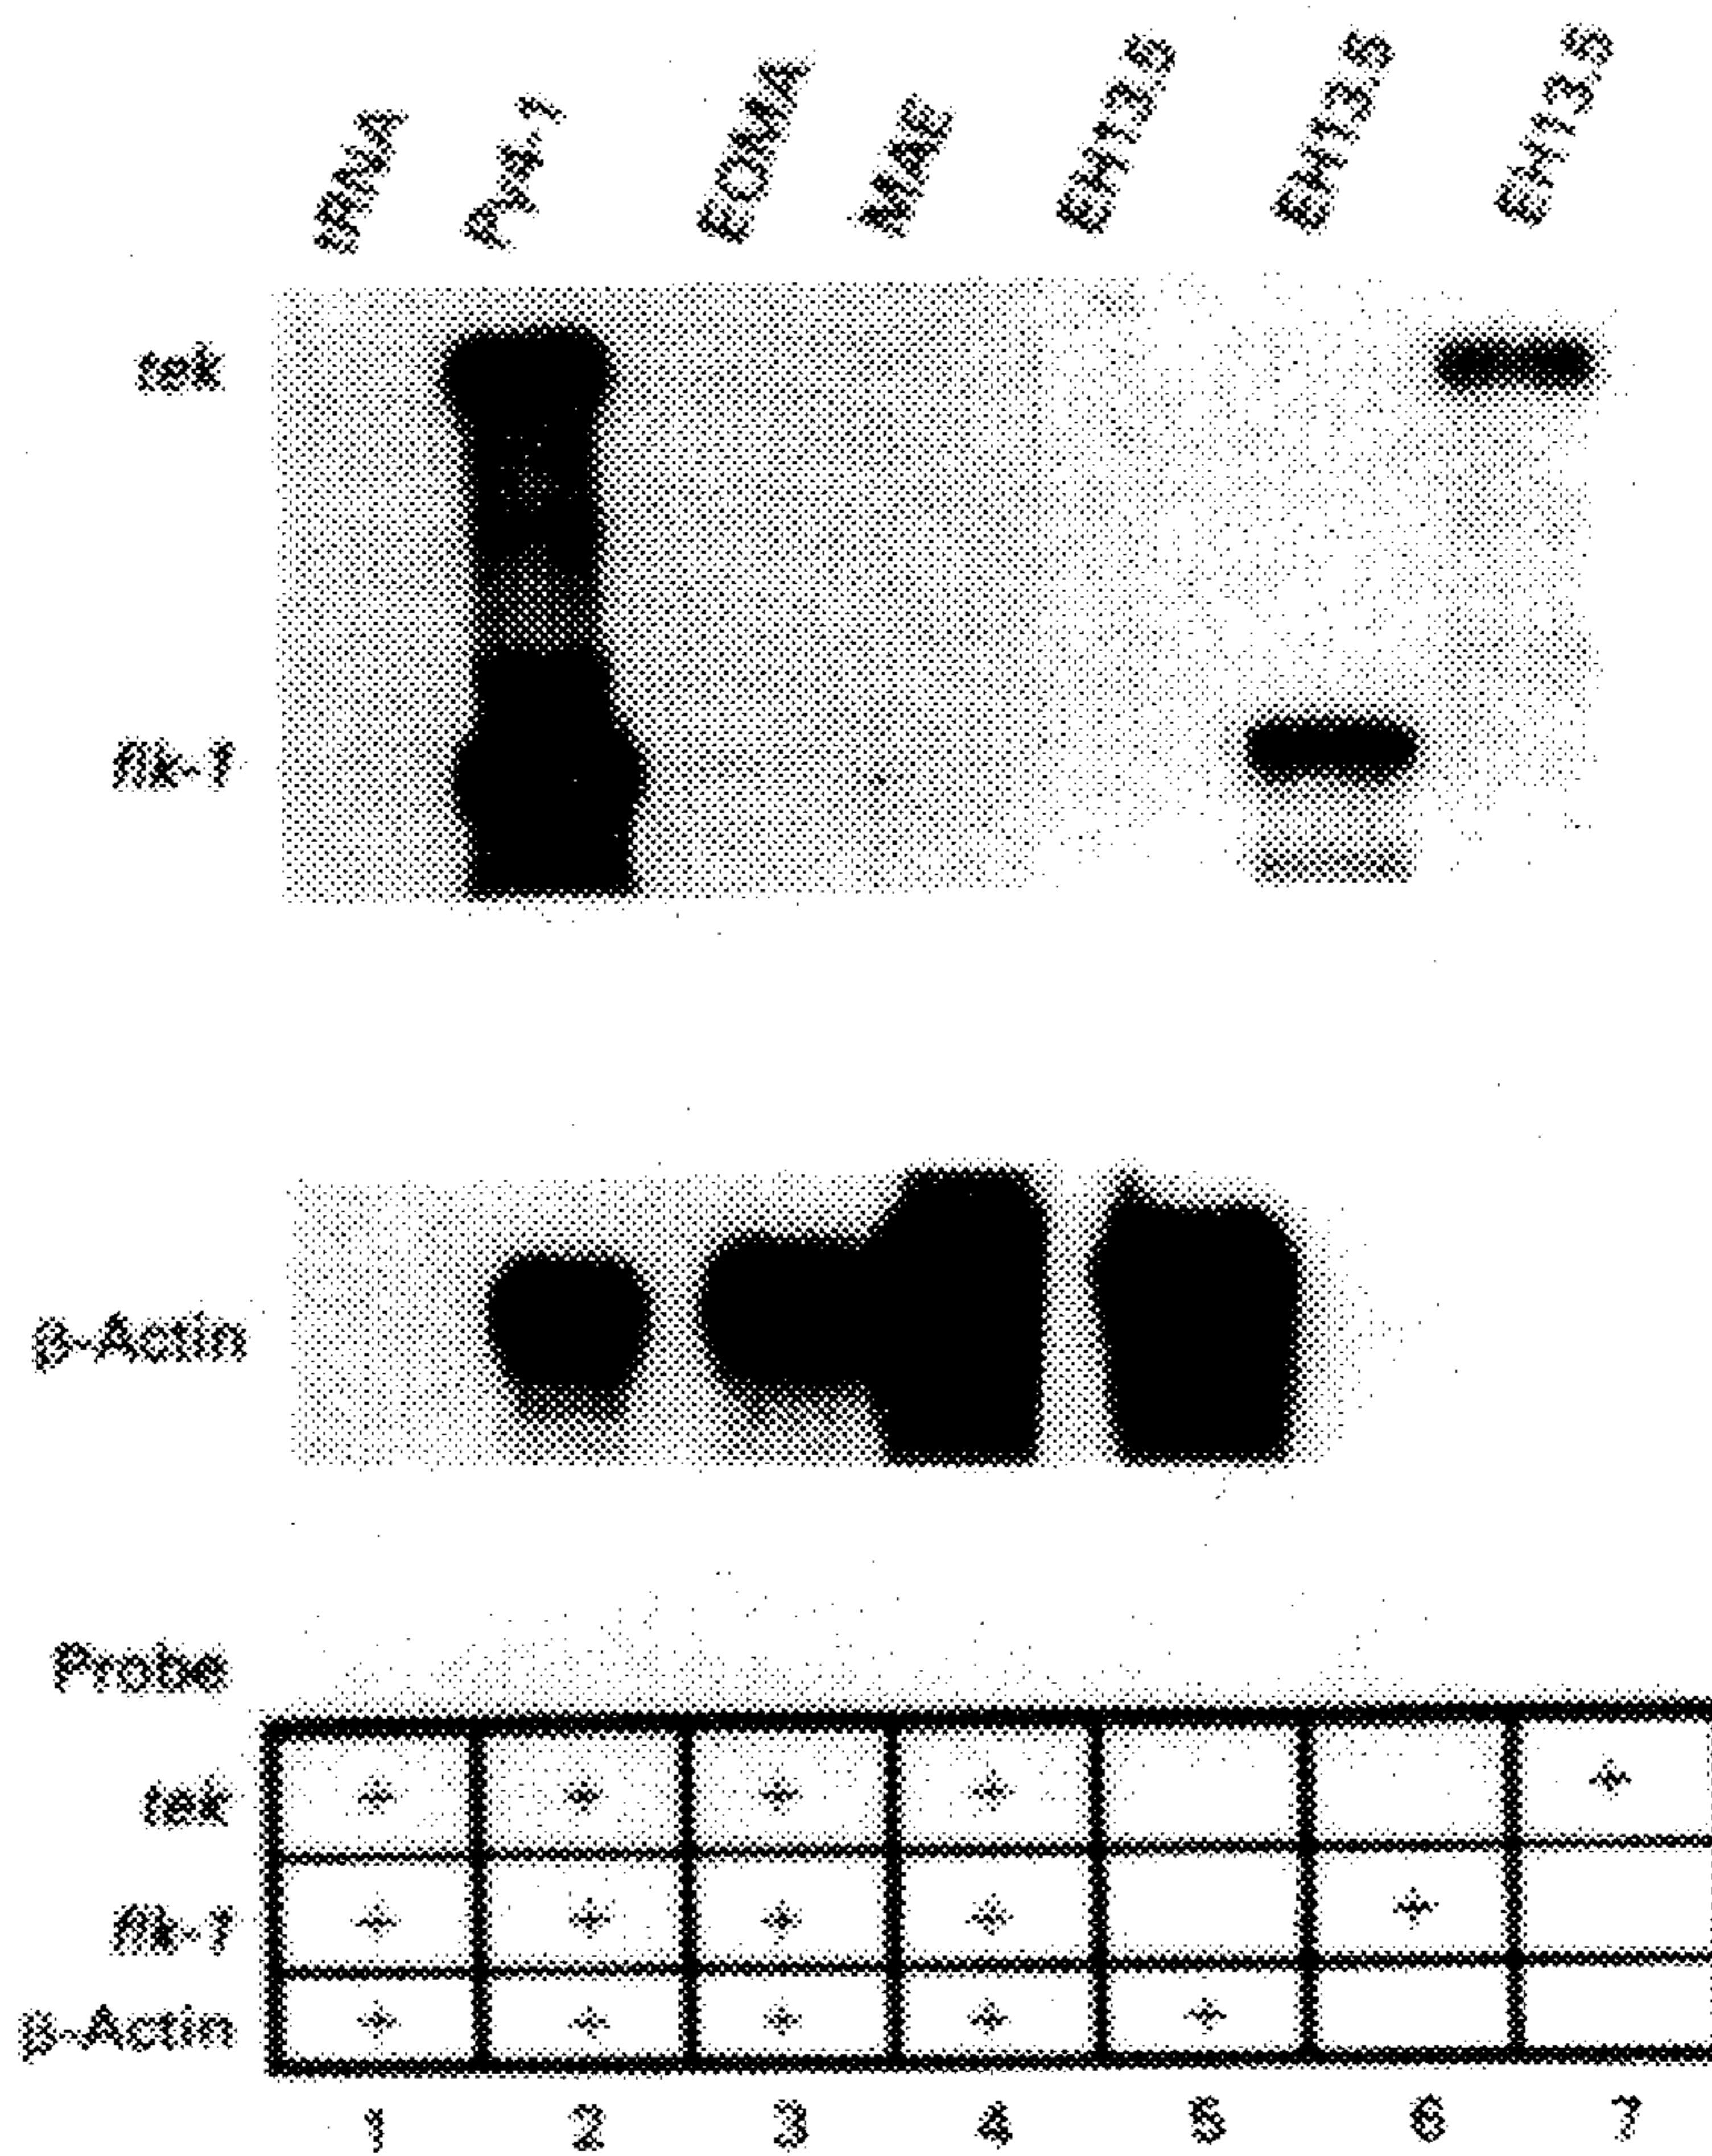 tRNA Py4-1 EOMA MAE EH13.5 EH13.5 EH13.5
tek
flk-1
β-Actin
Probe
tek + + + + +
flk-1 + + + + +
β-Actin + + + + +
1 2 3 4 5 6 7